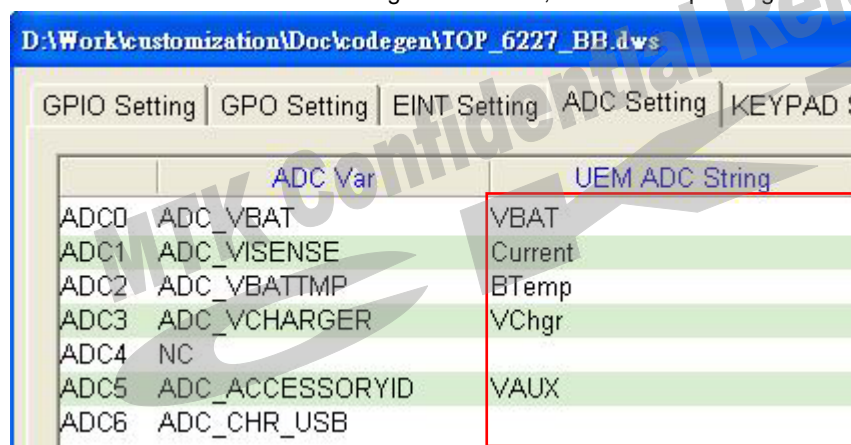 D:\Work\customization\Doc\codegen\TOP_6227_BB.dws
GPIO Setting GPO Setting EINT Setting ADC Setting KEYPAD
ADC Var UEM ADC String
ADC0 ADC_VBAT VBAT
ADC1 ADC_VISENSE Current
ADC2 ADC_VBATTMP BTemp
ADC3 ADC_VCHARGER VChgr
ADC4 NC
ADC5 ADC_ACCESSORYID VAUX
ADC6 ADC_CHR_USB
MTK Confidential